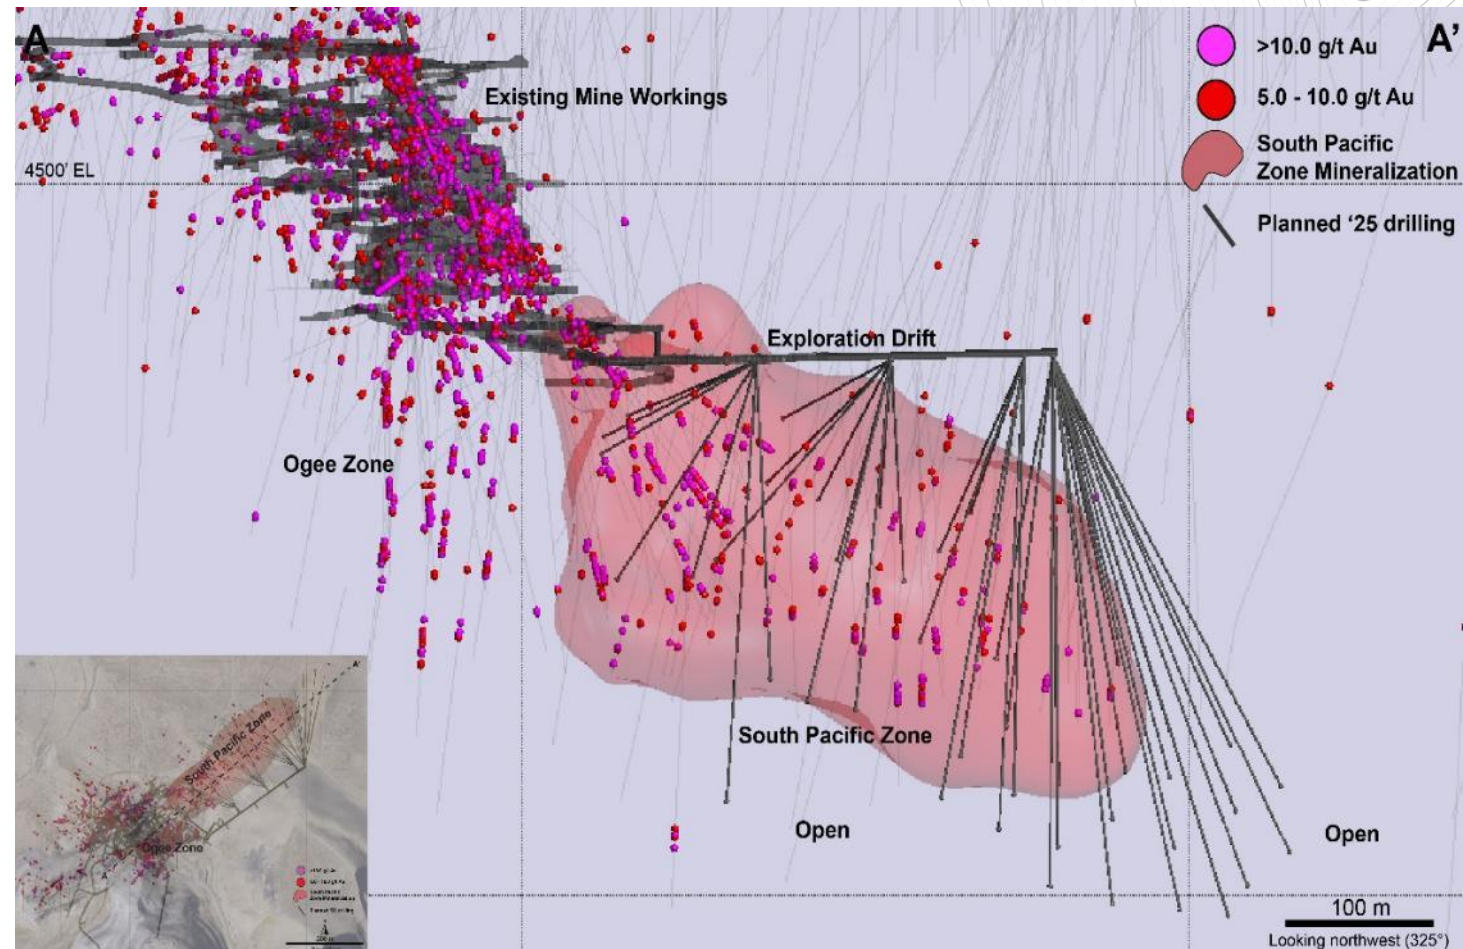 A
A’
>10.0 g/t Au
5.0 - 10.0 g/t Au
South Pacific
Zone Mineralization
Planned ‘25 drilling
Existing Mine Workings
4500’ EL
Exploration Drift
Ogee Zone
South Pacific Zone
Open
Open
100 m
Looking northwest (325°)
A’
South Pacific Zone
Ogee Zone
A